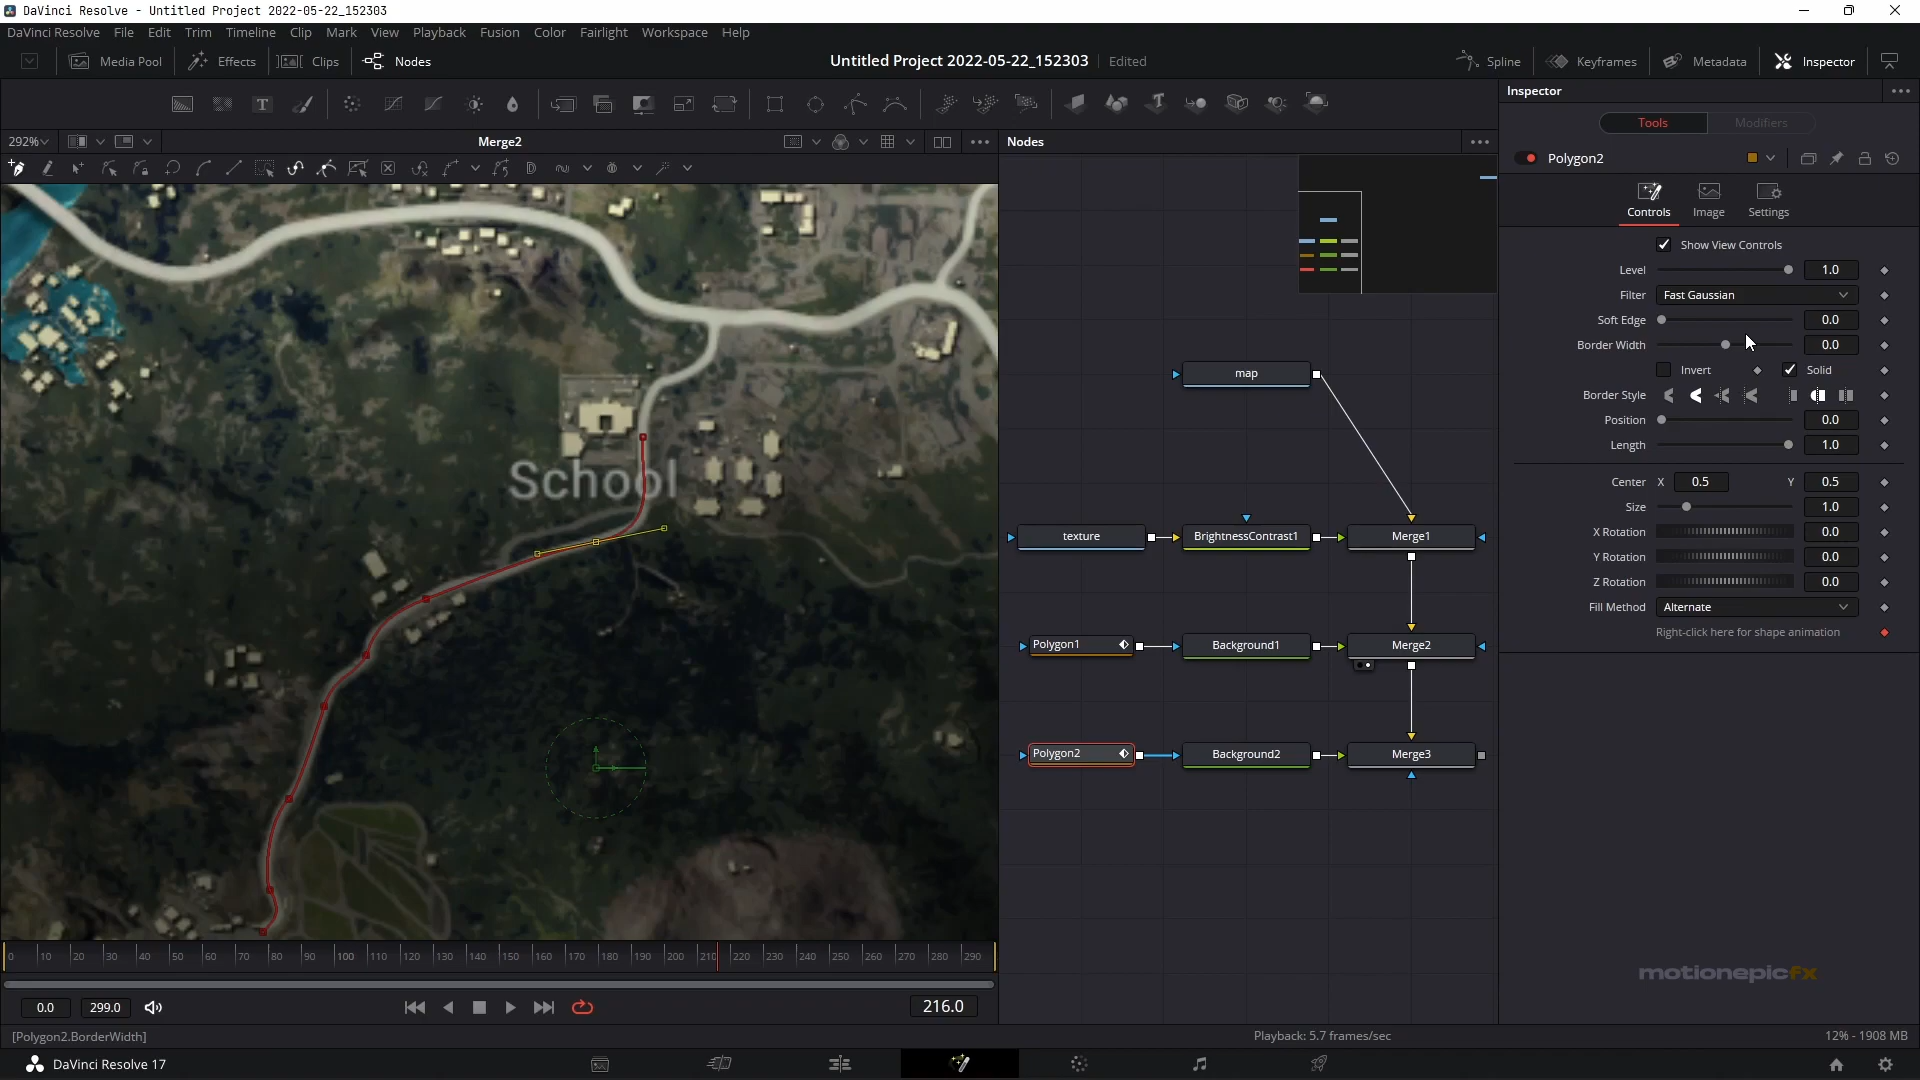 DaVinci Resolve - Untitled Project 2022-05-22_152303
DaVinci Resolve File Edit Trim Timeline Clip Mark View Playback Fusion Color Fairlight Workspace Help
Media Pool Effects Clips Nodes Untitled Project 2022-05-22_152303 Edited Spline Keyframes Metadata Inspector
T
Inspector
Tools Modifiers
292% Merge2 Nodes
Polygon2
Controls Image Settings
Show View Controls
Level 1.0
Filter Fast Gaussian
Soft Edge 0.0
Border Width 0.0
Invert Solid
Border Style
Position 0.0
Length 1.0
Center X 0.5 Y 0.5
Size 1.0
X Rotation 0.0
Y Rotation 0.0
Z Rotation 0.0
Fill Method Alternate
Right-click here for shape animation
School
map
texture BrightnessContrast1 Merge1
Polygon1 Background1 Merge2
Polygon2 Background2 Merge3
0 10 20 30 40 50 60 70 80 90 100 110 120 130 140 150 160 170 180 190 200 210 220 230 240 250 260 270 280 290
motionepicfx
0.0 299.0 216.0
[Polygon2.BorderWidth] Playback: 5.7 frames/sec 12% - 1908 MB
DaVinci Resolve 17